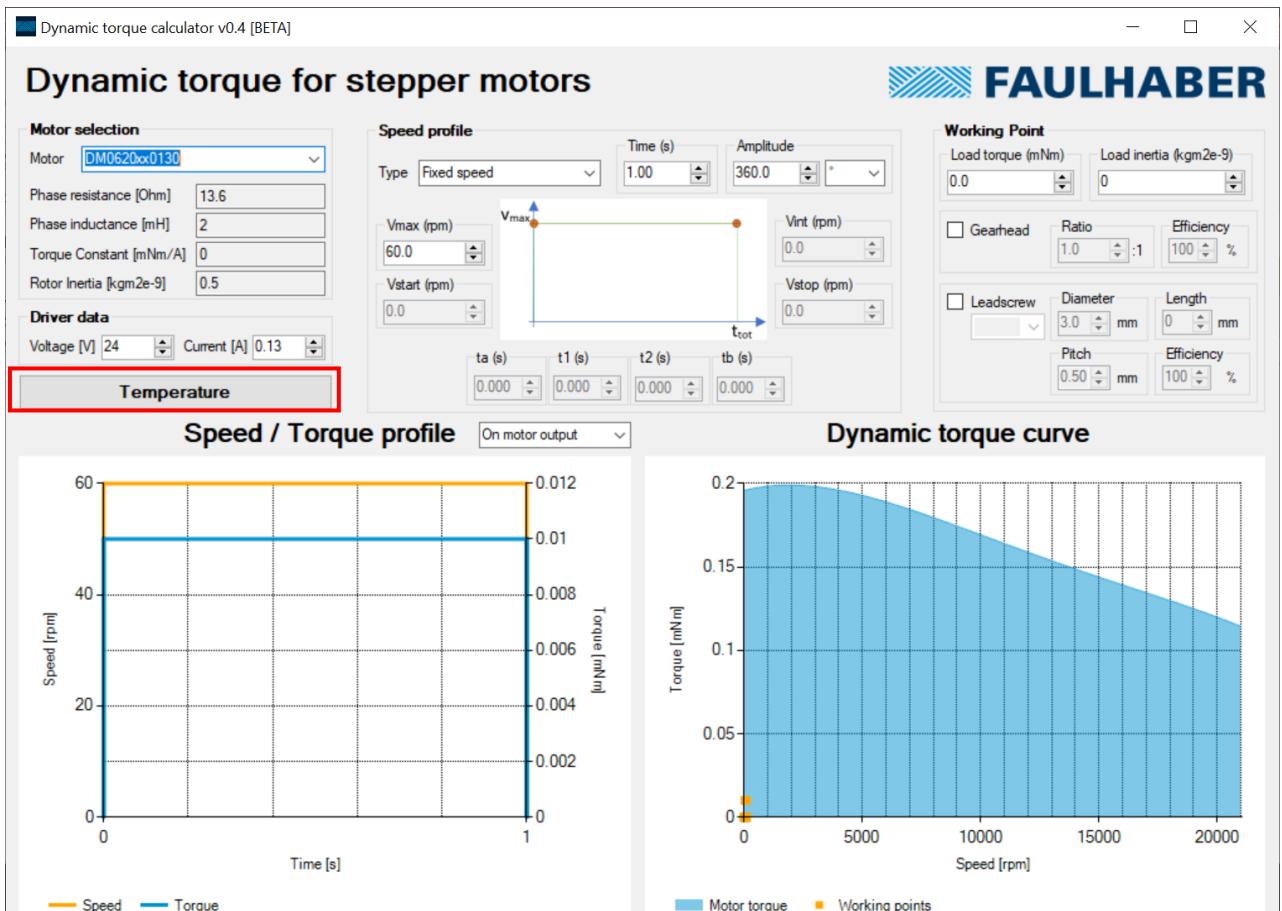 Dynamic torque calculator v0.4 [BETA]
Dynamic torque for stepper motors
FAULHABER
Motor selection
Motor DM0620xx0130
Phase resistance [Ohm] 13.6
Phase inductance [mH] 2
Torque Constant [mNm/A] 0
Rotor Inertia [kgm2e-9] 0.5
Driver data
Voltage [V] 24 Current [A] 0.13
Temperature
Speed profile
Type Fixed speed
Time (s)
1.00
Amplitude
360.0 °
Vmax (rpm)
60.0
Vstart (rpm)
0.0
Vmax
ttot
Vint (rpm)
0.0
Vstop (rpm)
0.0
ta (s) t1 (s) t2 (s) tb (s)
0.000 0.000 0.000 0.000
Working Point
Load torque (mNm) Load inertia (kgm2e-9)
0.0 0
Gearhead
Ratio
1.0 :1
Efficiency
100 %
Leadscrew
Diameter
3.0 mm
Length
0 mm
Pitch
0.50 mm
Efficiency
100 %
Speed / Torque profile On motor output
60 0.012
0.01
40 0.008
0.006
20 0.004
0.002
0 0
0 1
Speed [rpm]
Torque [mNm]
Time [s]
Speed Torque
Dynamic torque curve
0.2
0.15
0.1
0.05
0
0 5000 10000 15000 20000
Torque [mNm]
Speed [rpm]
Motor torque Working points